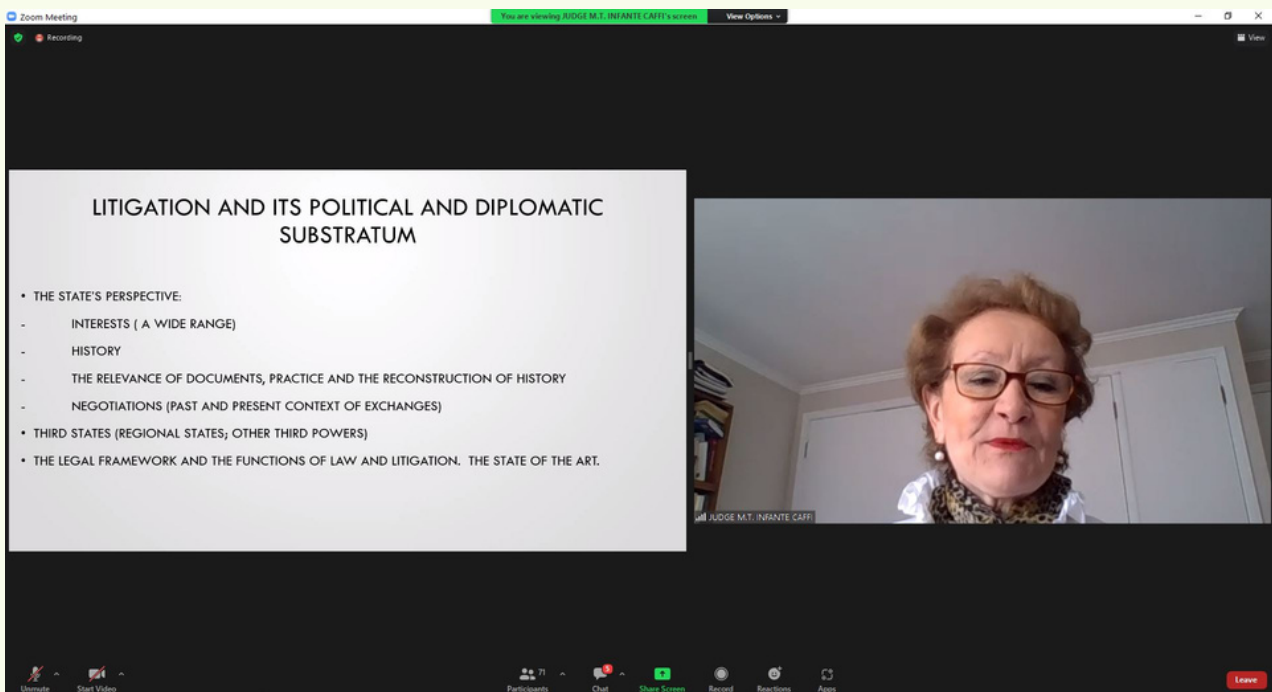 Zoom Meeting
You are viewing JUDGE M.T. INFANTE CAFFI's screen
View Options
Recording
View
LITIGATION AND ITS POLITICAL AND DIPLOMATIC
SUBSTRATUM
• THE STATE'S PERSPECTIVE:
- INTERESTS ( A WIDE RANGE)
- HISTORY
- THE RELEVANCE OF DOCUMENTS, PRACTICE AND THE RECONSTRUCTION OF HISTORY
- NEGOTIATIONS (PAST AND PRESENT CONTEXT OF EXCHANGES)
• THIRD STATES (REGIONAL STATES; OTHER THIRD POWERS)
• THE LEGAL FRAMEWORK AND THE FUNCTIONS OF LAW AND LITIGATION. THE STATE OF THE ART.
JUDGE M.T. INFANTE CAFFI
Unmute
Start Video
71
Participants
5
Chat
Share Screen
Record
Reactions
Apps
Leave